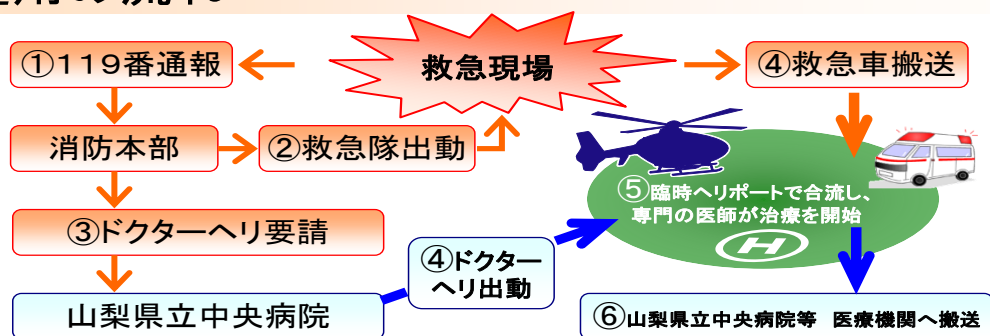 ①119番通報
救急現場
④救急車搬送
消防本部
②救急隊出動
③ドクターヘリ要請
⑤臨時ヘリポートで合流し、
専門の医師が治療を開始
H
④ドクター
ヘリ出動
山梨県立中央病院
⑥山梨県立中央病院等 医療機関へ搬送